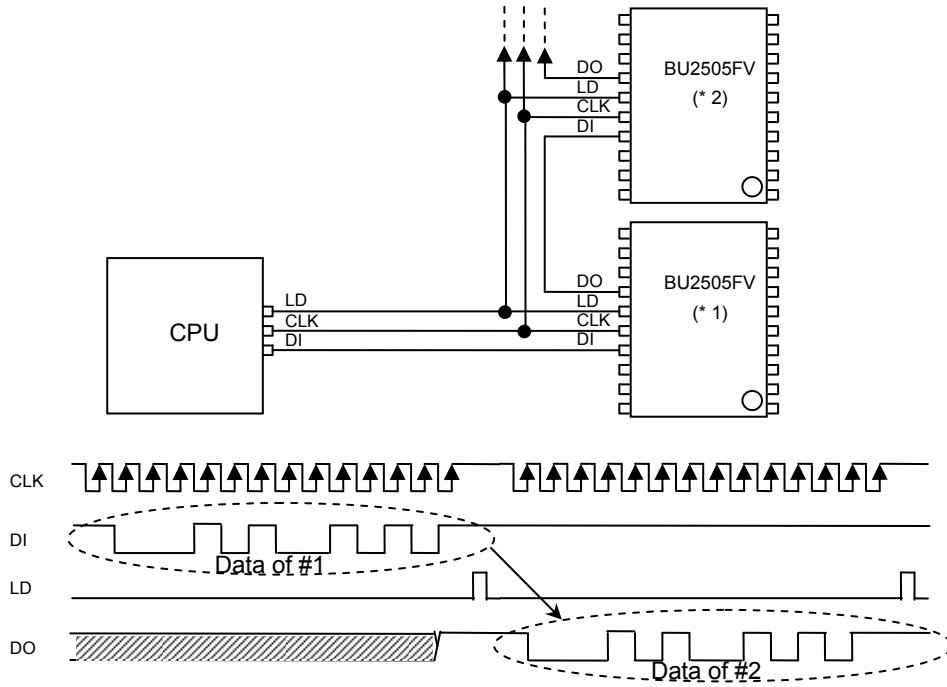 DO
LD
CLK
DI
BU2505FV
(* 2)
DO
LD
CLK
DI
BU2505FV
(* 1)
CPU
LD
CLK
DI
CLK
DI
Data of #1
LD
DO
Data of #2